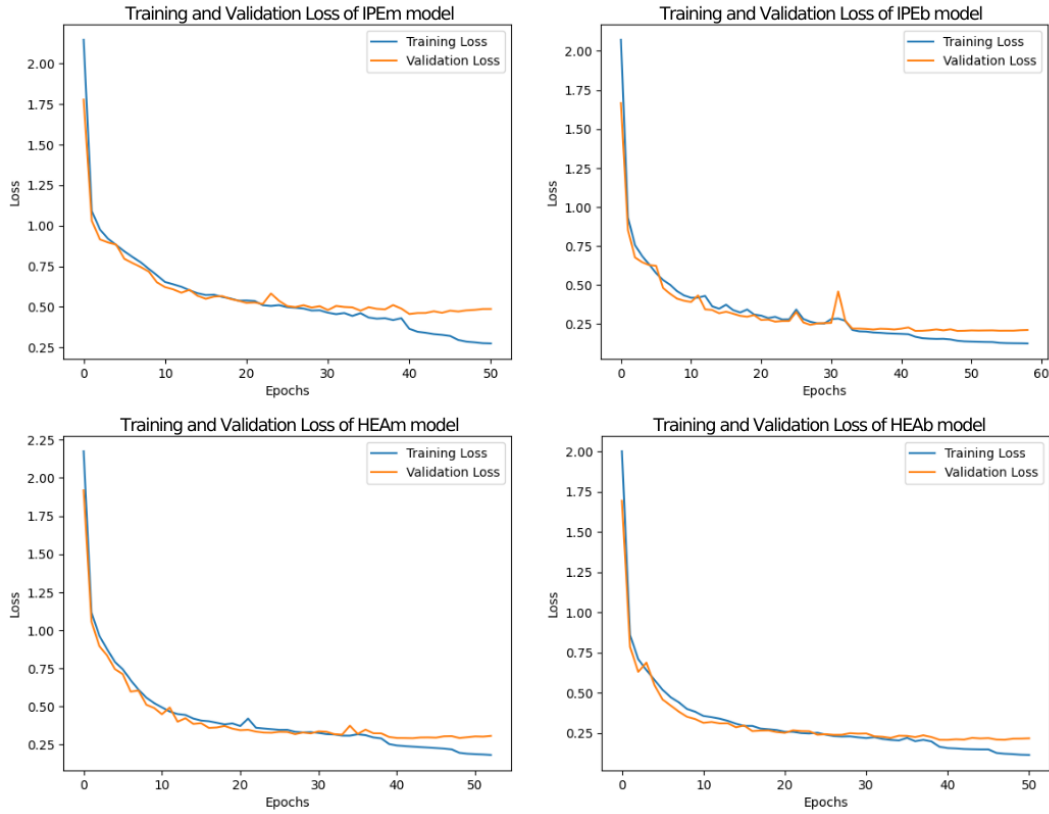 Training and Validation Loss of IPEm model
Training Loss
Validation Loss
2.00
1.75
1.50
1.25
1.00
0.75
0.50
0.25
Loss
0 10 20 30 40 50
Epochs
Training and Validation Loss of IPEb model
Training Loss
Validation Loss
2.00
1.75
1.50
1.25
1.00
0.75
0.50
0.25
Loss
0 10 20 30 40 50 60
Epochs
Training and Validation Loss of HEAm model
Training Loss
Validation Loss
2.25
2.00
1.75
1.50
1.25
1.00
0.75
0.50
0.25
Loss
0 10 20 30 40 50
Epochs
Training and Validation Loss of HEAb model
Training Loss
Validation Loss
2.00
1.75
1.50
1.25
1.00
0.75
0.50
0.25
Loss
0 10 20 30 40 50
Epochs